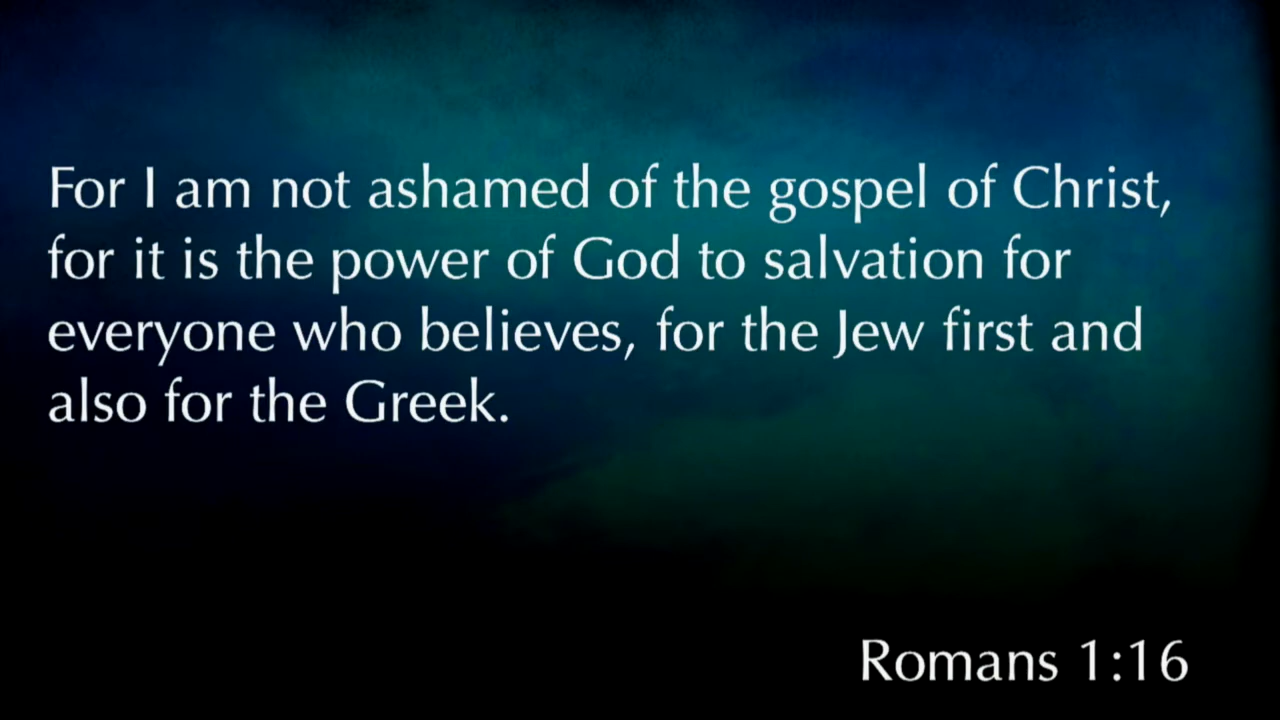 For I am not ashamed of the gospel of Christ,
for it is the power of God to salvation for
everyone who believes, for the Jew first and
also for the Greek.
Romans 1:16